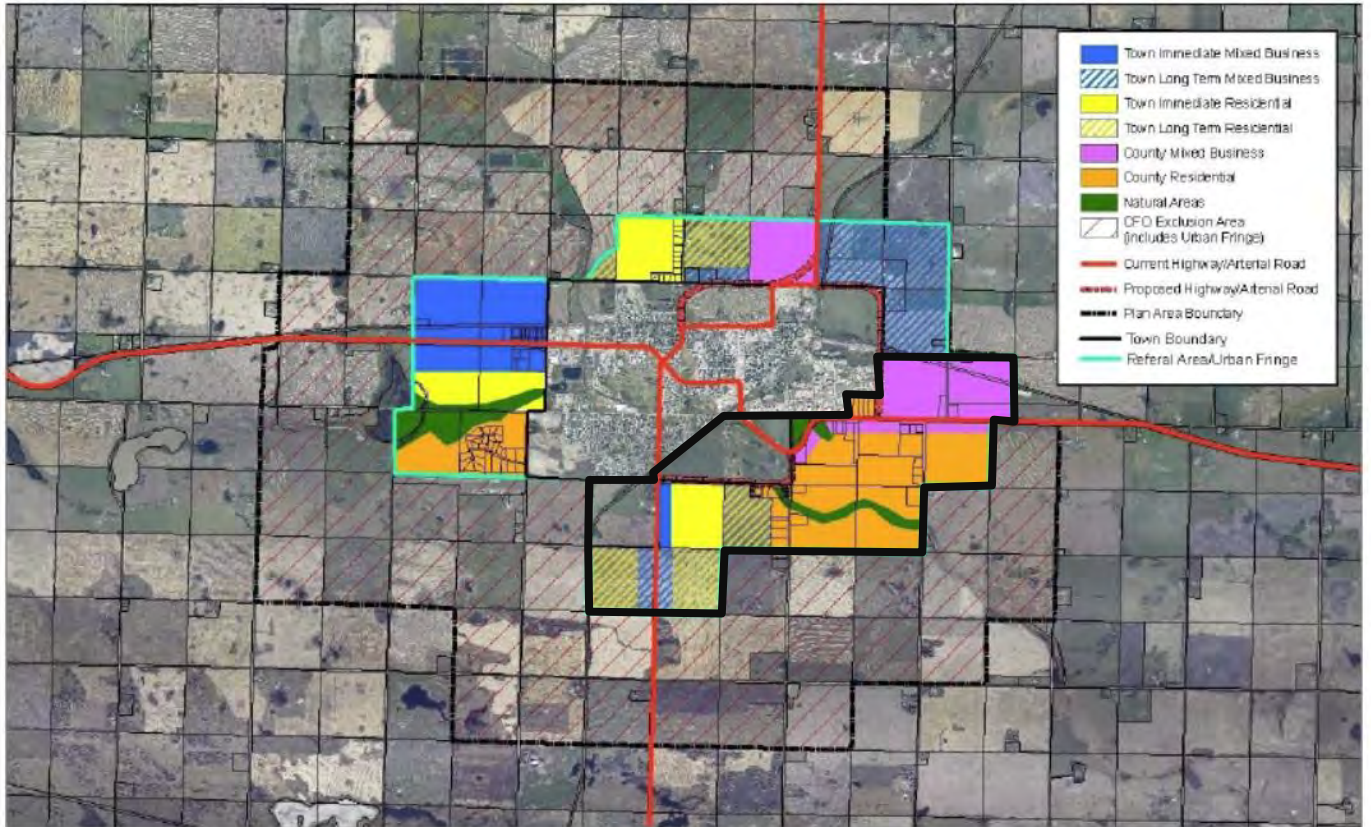 Town Immediate Mixed Business
Town Long Term Mixed Business
Town Immediate Residential
Town Long Term Residential
County Mixed Business
County Residential
Natural Areas
CFO Exclusion Area
(includes Urban Fringe)
Current Highway/Arterial Road
Proposed Highway/Arterial Road
Plan Area Boundary
Town Boundary
Referal Area/Urban Fringe